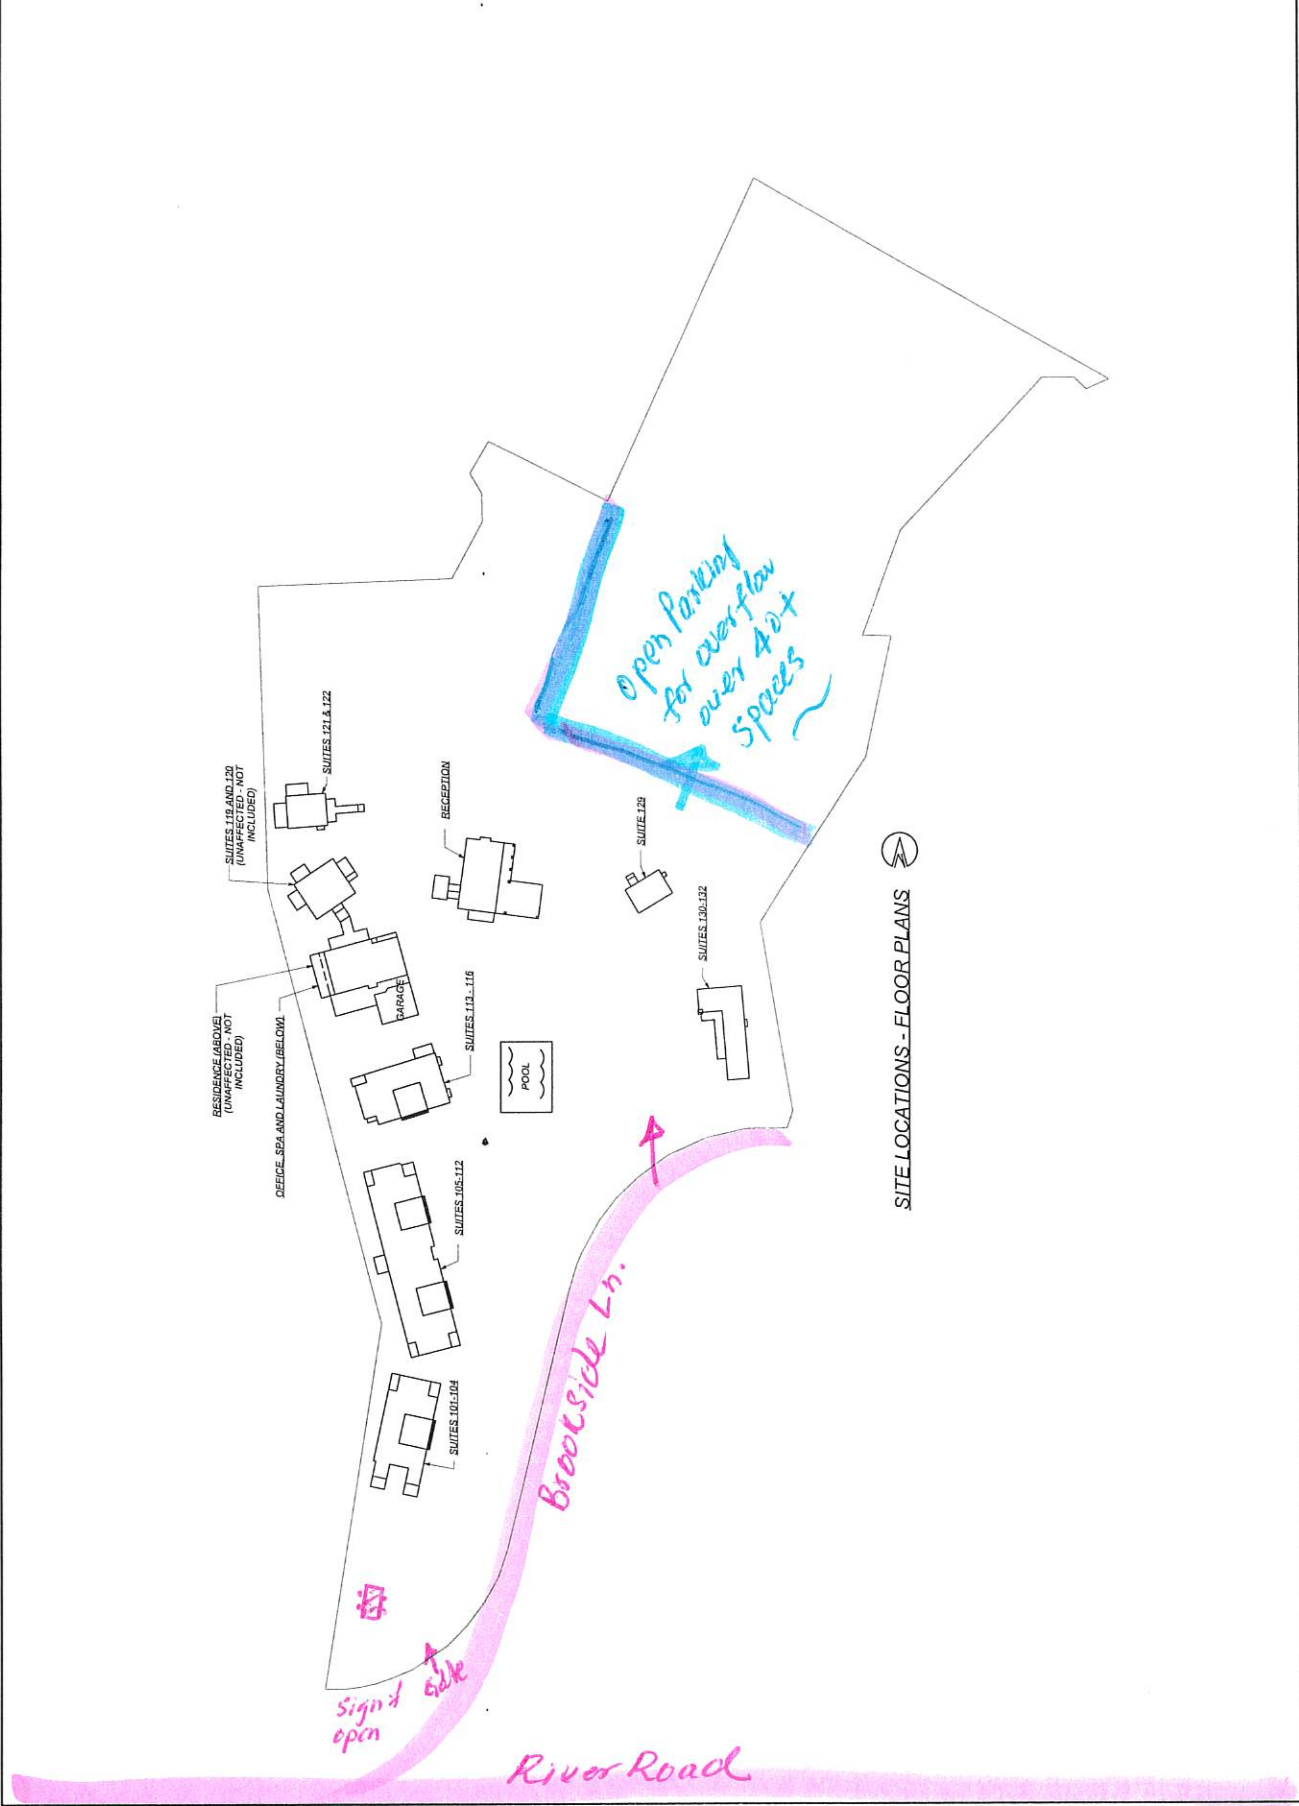 SUITES 119 AND 120
(UNAFFECTED - NOT
INCLUDED)
SUITES 121 & 122
RESIDENCE (ABOVE)
(UNAFFECTED - NOT
INCLUDED)
OFFICE, SPA AND LAUNDRY (BELOW)
GARAGE
RECEPTION
SUITES 113 - 116
SUITES 105-112
SUITES 101-104
POOL
SUITE 129
SUITES 130-132
Open Parking
for overflow
over 40+
spaces
SITE LOCATIONS - FLOOR PLANS
Brookside Ln.
Gate
open
River Road